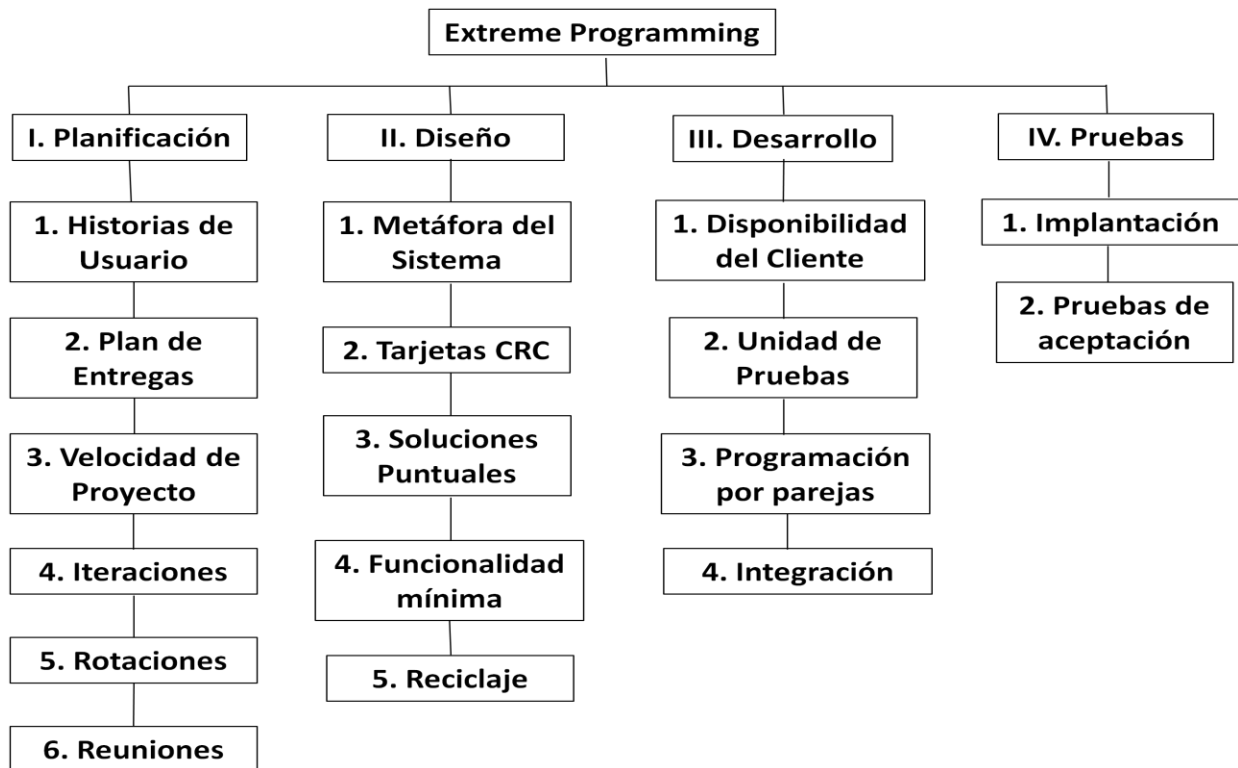 Extreme Programming
I. Planificación
1. Historias de
Usuario
2. Plan de
Entregas
3. Velocidad de
Proyecto
4. Iteraciones
5. Rotaciones
6. Reuniones
II. Diseño
1. Metáfora del
Sistema
2. Tarjetas CRC
3. Soluciones
Puntuales
4. Funcionalidad
mínima
5. Reciclaje
III. Desarrollo
1. Disponibilidad
del Cliente
2. Unidad de
Pruebas
3. Programación
por parejas
4. Integración
IV. Pruebas
1. Implantación
2. Pruebas de
aceptación